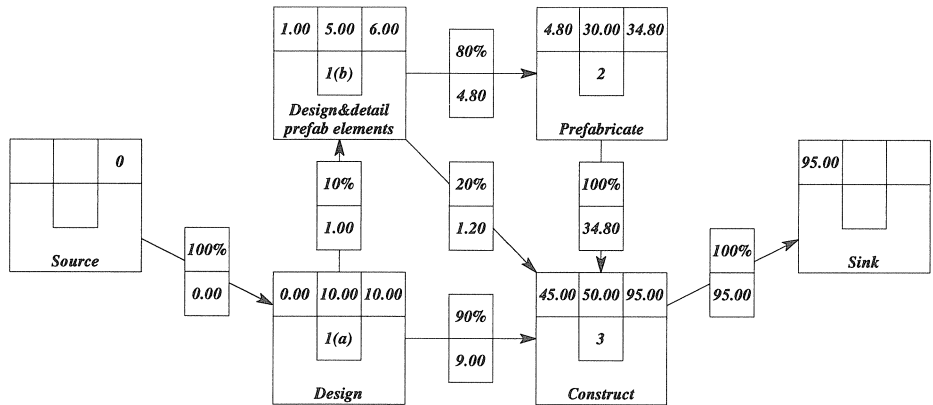 1.00 5.00 6.00
1(b)
Design&detail
prefab elements
80%
4.80
4.80 30.00 34.80
2
Prefabricate
0
Source
100%
0.00
10%
1.00
20%
1.20
100%
34.80
95.00
Sink
100%
95.00
0.00 10.00 10.00
1(a)
Design
90%
9.00
45.00 50.00 95.00
3
Construct